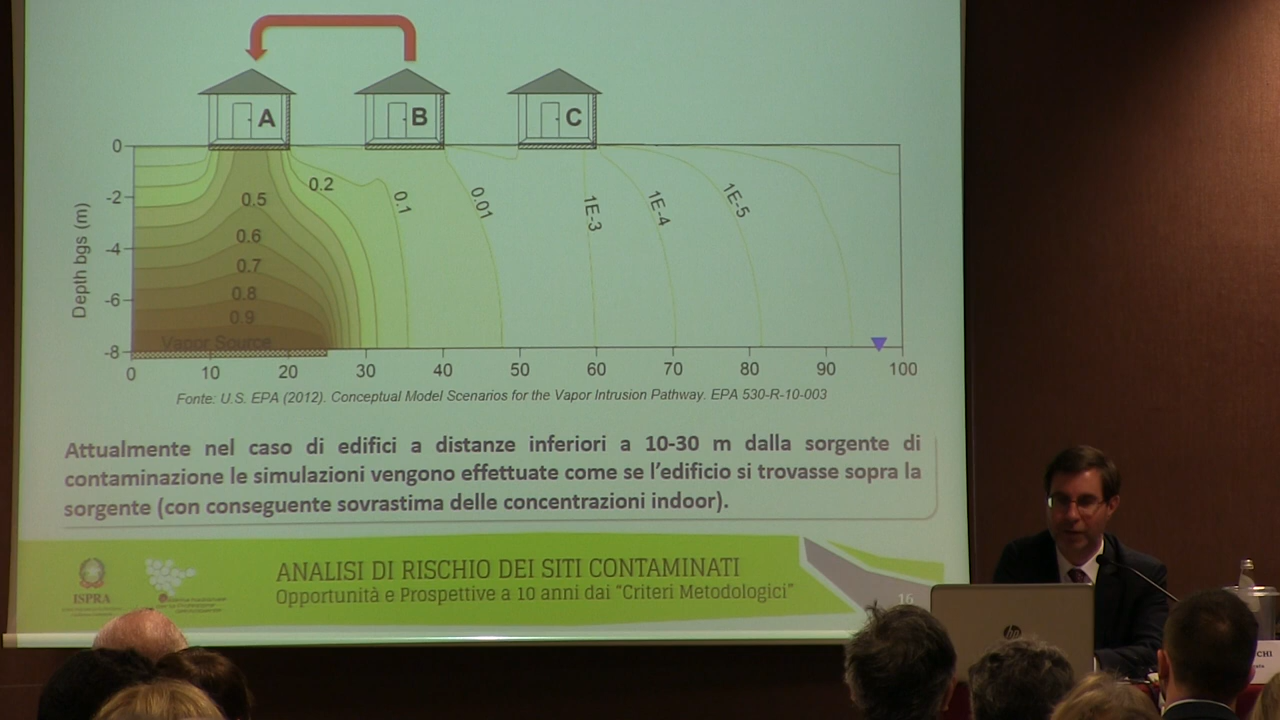 A B C
0
-2
-4
-6
-8
Depth bgs (m)
0.2
0.1
0.01
1E-3
1E-4
1E-5
0.5
0.6
0.7
0.8
0.9
Vapor Source
0 10 20 30 40 50 60 70 80 90 100
Fonte: U.S. EPA (2012). Conceptual Model Scenarios for the Vapor Intrusion Pathway. EPA 530-R-10-003
Attualmente nel caso di edifici a distanze inferiori a 10-30 m dalla sorgente di
contaminazione le simulazioni vengono effettuate come se l'edificio si trovasse sopra la
sorgente (con conseguente sovrastima delle concentrazioni indoor).
ISPRA
ANALISI DI RISCHIO DEI SITI CONTAMINATI
Opportunità e Prospettive a 10 anni dai "Criteri Metodologici"
16
hp
CHI